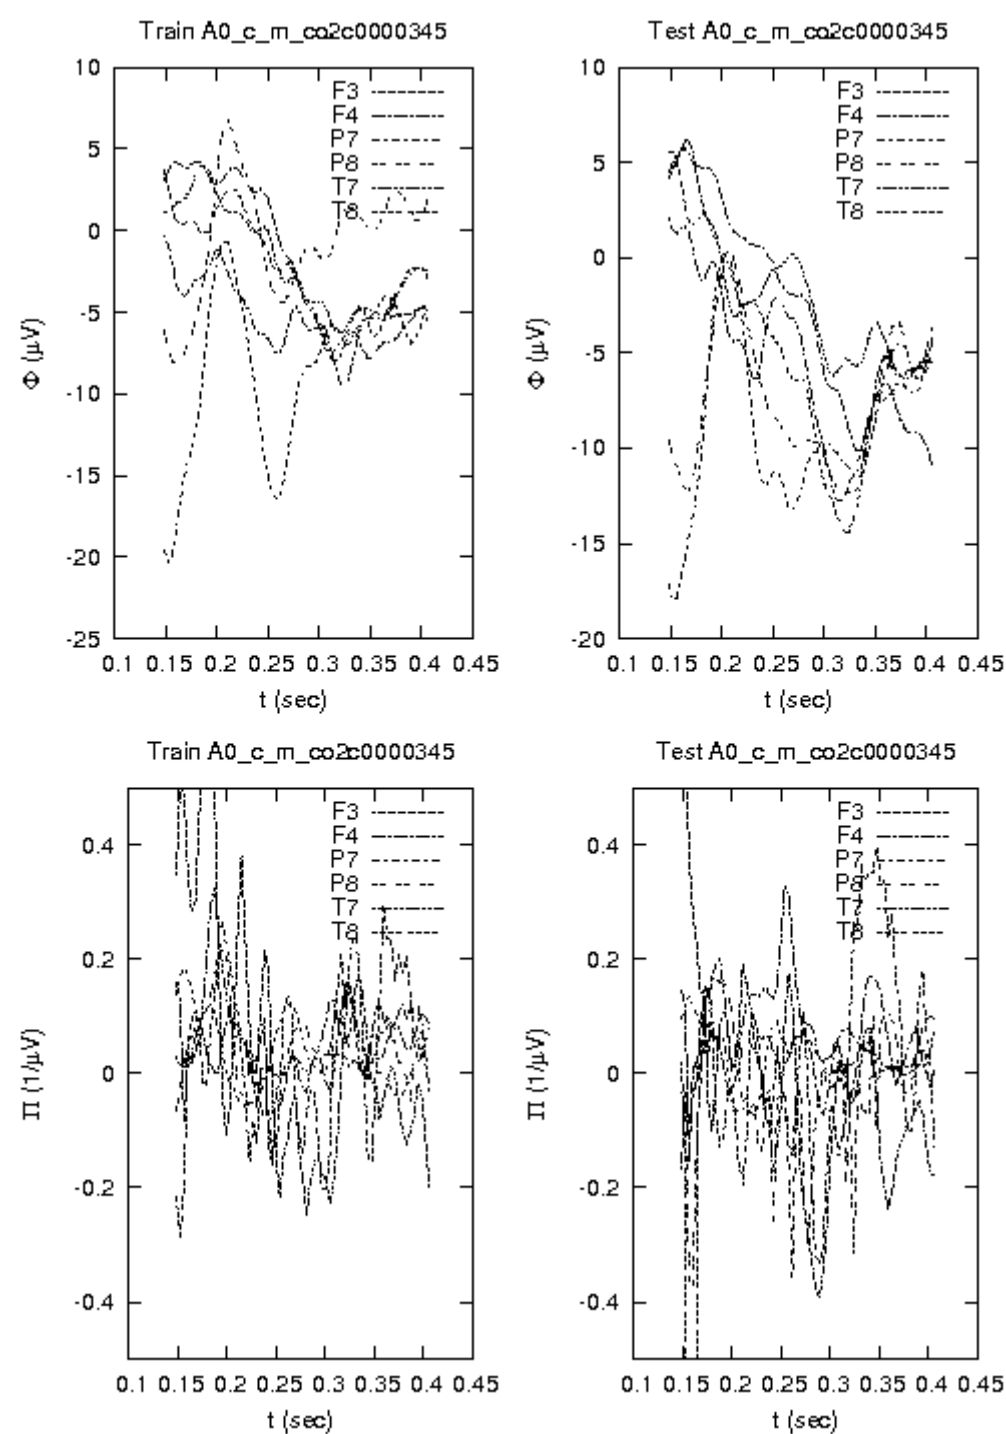 Train A0_c_m_co2c0000345
F3
F4
P7
P8
T7
T8
10
5
0
-5
-10
-15
-20
-25
Φ (μV)
0.1 0.15 0.2 0.25 0.3 0.35 0.4 0.45
t (sec)
Test A0_c_m_co2c0000345
F3
F4
P7
P8
T7
T8
10
5
0
-5
-10
-15
-20
Φ (μV)
0.1 0.15 0.2 0.25 0.3 0.35 0.4 0.45
t (sec)
Train A0_c_m_co2c0000345
F3
F4
P7
P8
T7
T8
0.4
0.2
0
-0.2
-0.4
Π (1/μV)
0.1 0.15 0.2 0.25 0.3 0.35 0.4 0.45
t (sec)
Test A0_c_m_co2c0000345
F3
F4
P7
P8
T7
T8
0.4
0.2
0
-0.2
-0.4
Π (1/μV)
0.1 0.15 0.2 0.25 0.3 0.35 0.4 0.45
t (sec)